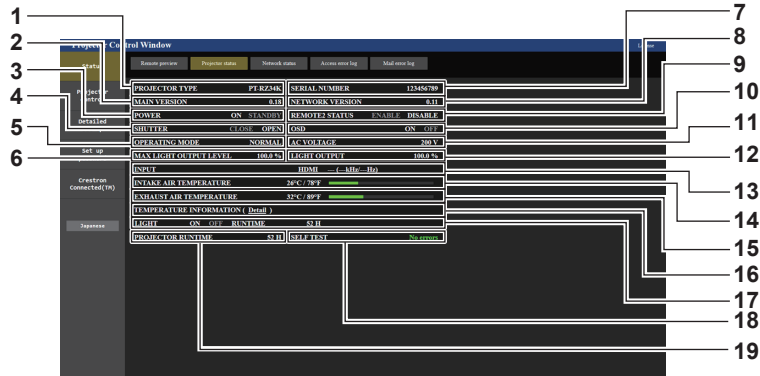 1
2
3
4
5
6
7
8
9
10
11
12
13
14
15
16
17
18
19
Projector Control Window
License
Status
Remote preview Projector status Network status Access error log Mail error log
Projector
Detailed
Set up
Crestron
Connected(TM)
Japanese
PROJECTOR TYPE PT-RZ34K SERIAL NUMBER 123456789
MAIN VERSION 0.18 NETWORK VERSION 0.11
POWER ON STANDBY REMOTE2 STATUS ENABLE DISABLE
SHUTTER CLOSE OPEN OSD ON OFF
OPERATING MODE NORMAL AC VOLTAGE 200 V
MAX LIGHT OUTPUT LEVEL 100.0 % LIGHT OUTPUT 100.0 %
INPUT HDMI --- (---kHz/---Hz)
INTAKE AIR TEMPERATURE 26°C / 78°F
EXHAUST AIR TEMPERATURE 32°C / 89°F
TEMPERATURE INFORMATION ( Detail )
LIGHT ON OFF RUNTIME 52 H
PROJECTOR RUNTIME 52 H SELF TEST No errors